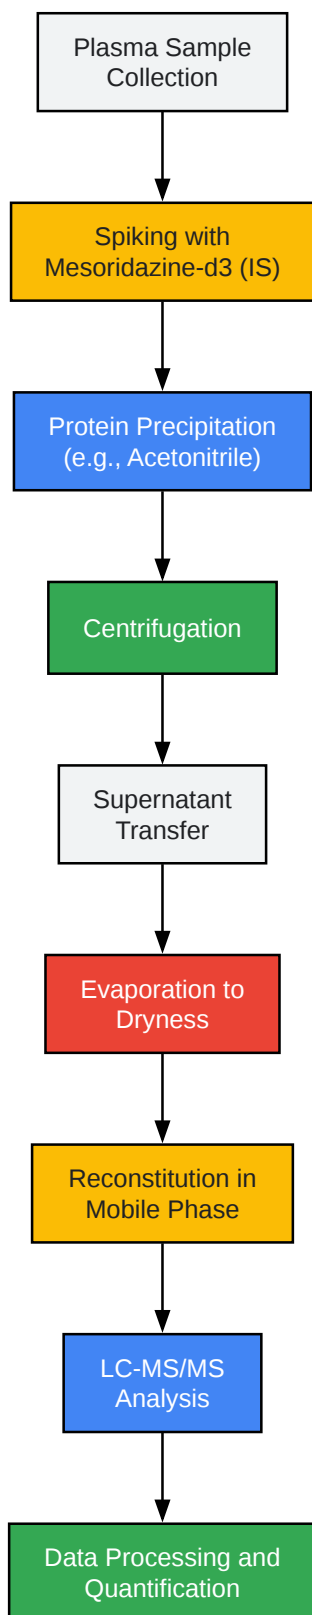 Plasma Sample
Collection
Spiking with
Mesoridazine-d3 (IS)
Protein Precipitation
(e.g., Acetonitrile)
Centrifugation
Supernatant
Transfer
Evaporation to
Dryness
Reconstitution in
Mobile Phase
LC-MS/MS
Analysis
Data Processing and
Quantification